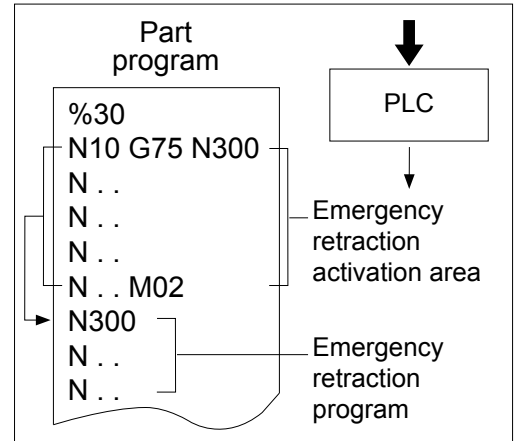 Part
program
%30
N10 G75 N300
N . .
N . .
N . .
N . . M02
N300
N . .
N . .
PLC
Emergency
retraction
activation area
Emergency
retraction
program